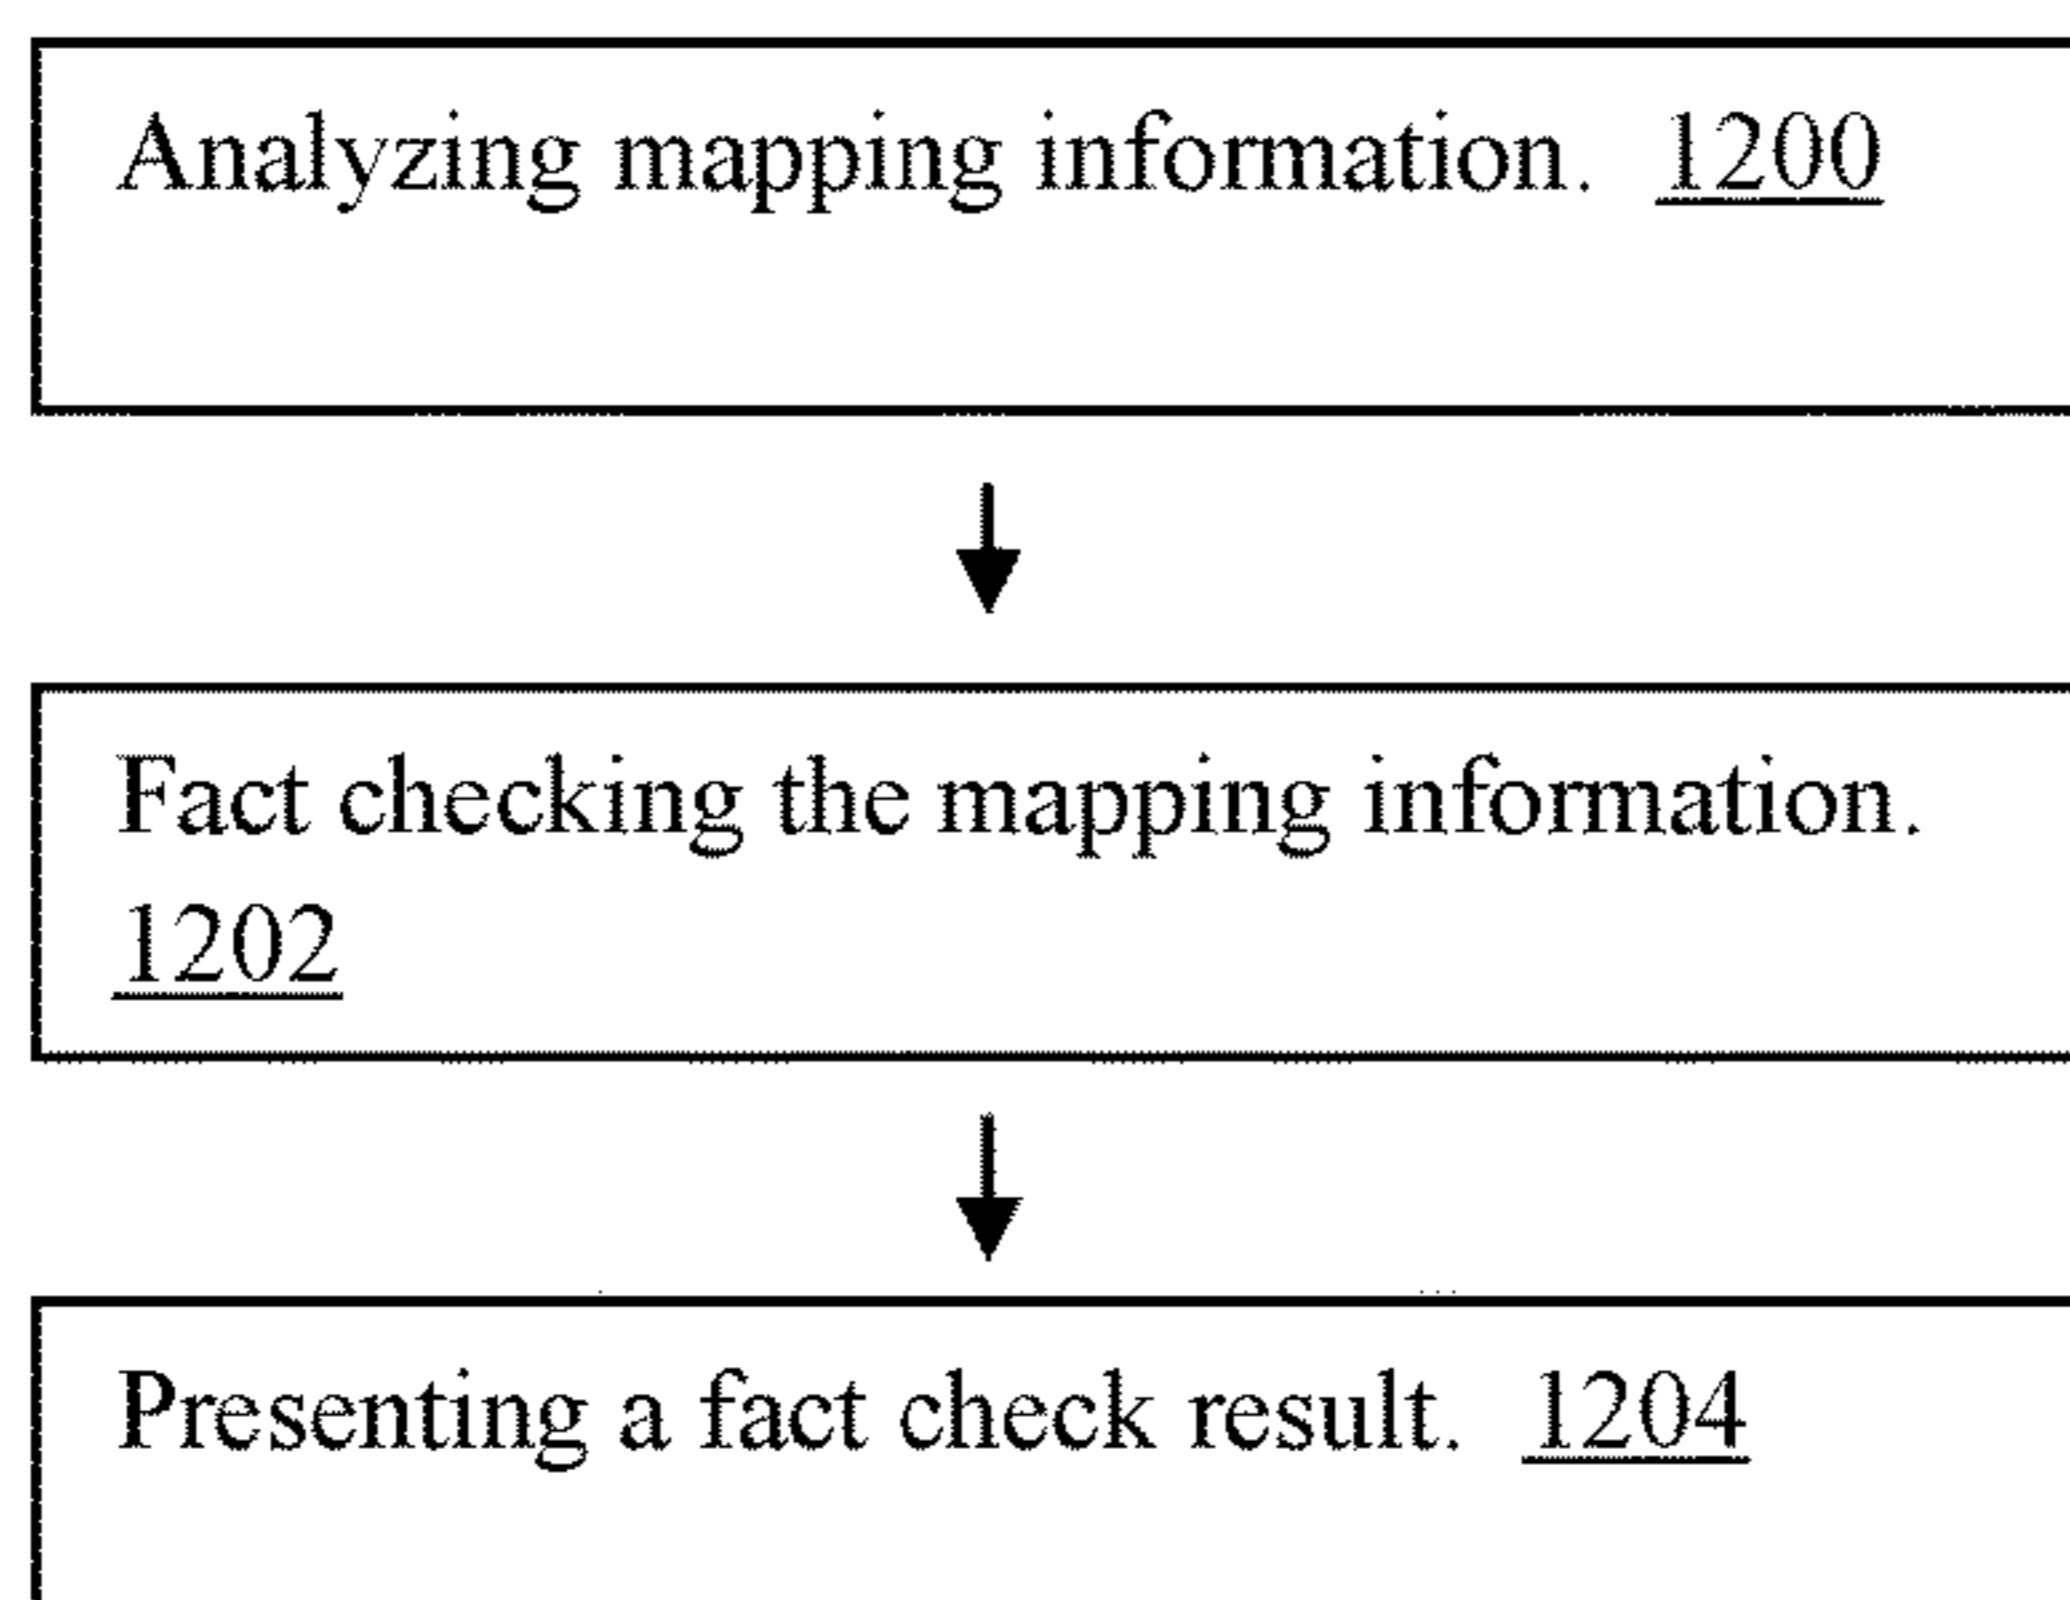 Analyzing mapping information. 1200
Fact checking the mapping information.
1202
Presenting a fact check result. 1204